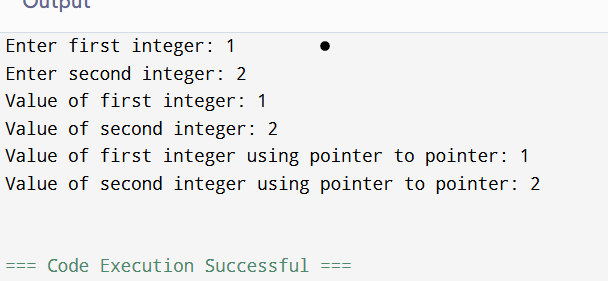 Output
Enter first integer: 1
Enter second integer: 2
Value of first integer: 1
Value of second integer: 2
Value of first integer using pointer to pointer: 1
Value of second integer using pointer to pointer: 2
=== Code Execution Successful ===